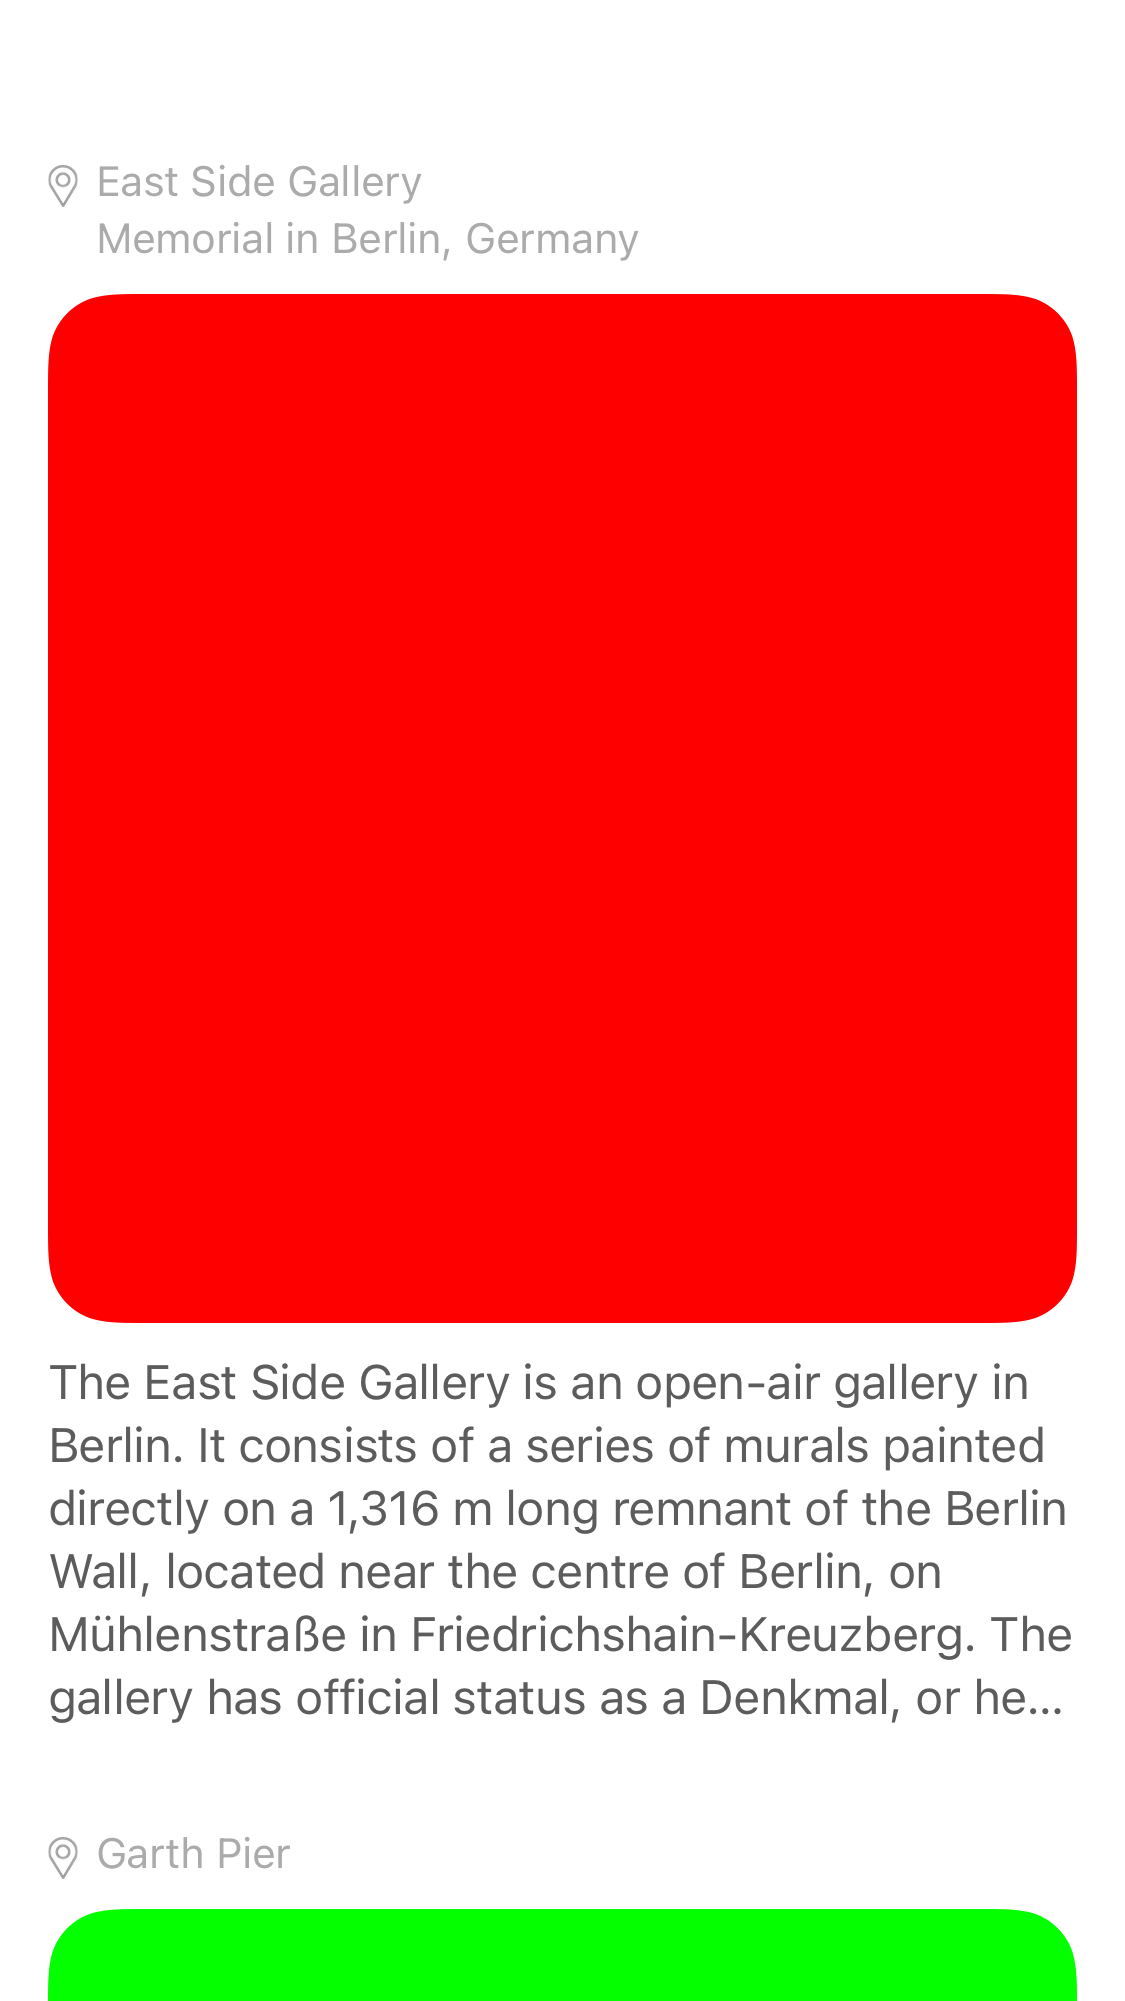 East Side Gallery
Memorial in Berlin, Germany
The East Side Gallery is an open-air gallery in
Berlin. It consists of a series of murals painted
directly on a 1,316 m long remnant of the Berlin
Wall, located near the centre of Berlin, on
Mühlenstraße in Friedrichshain-Kreuzberg. The
gallery has official status as a Denkmal, or he...
Garth Pier